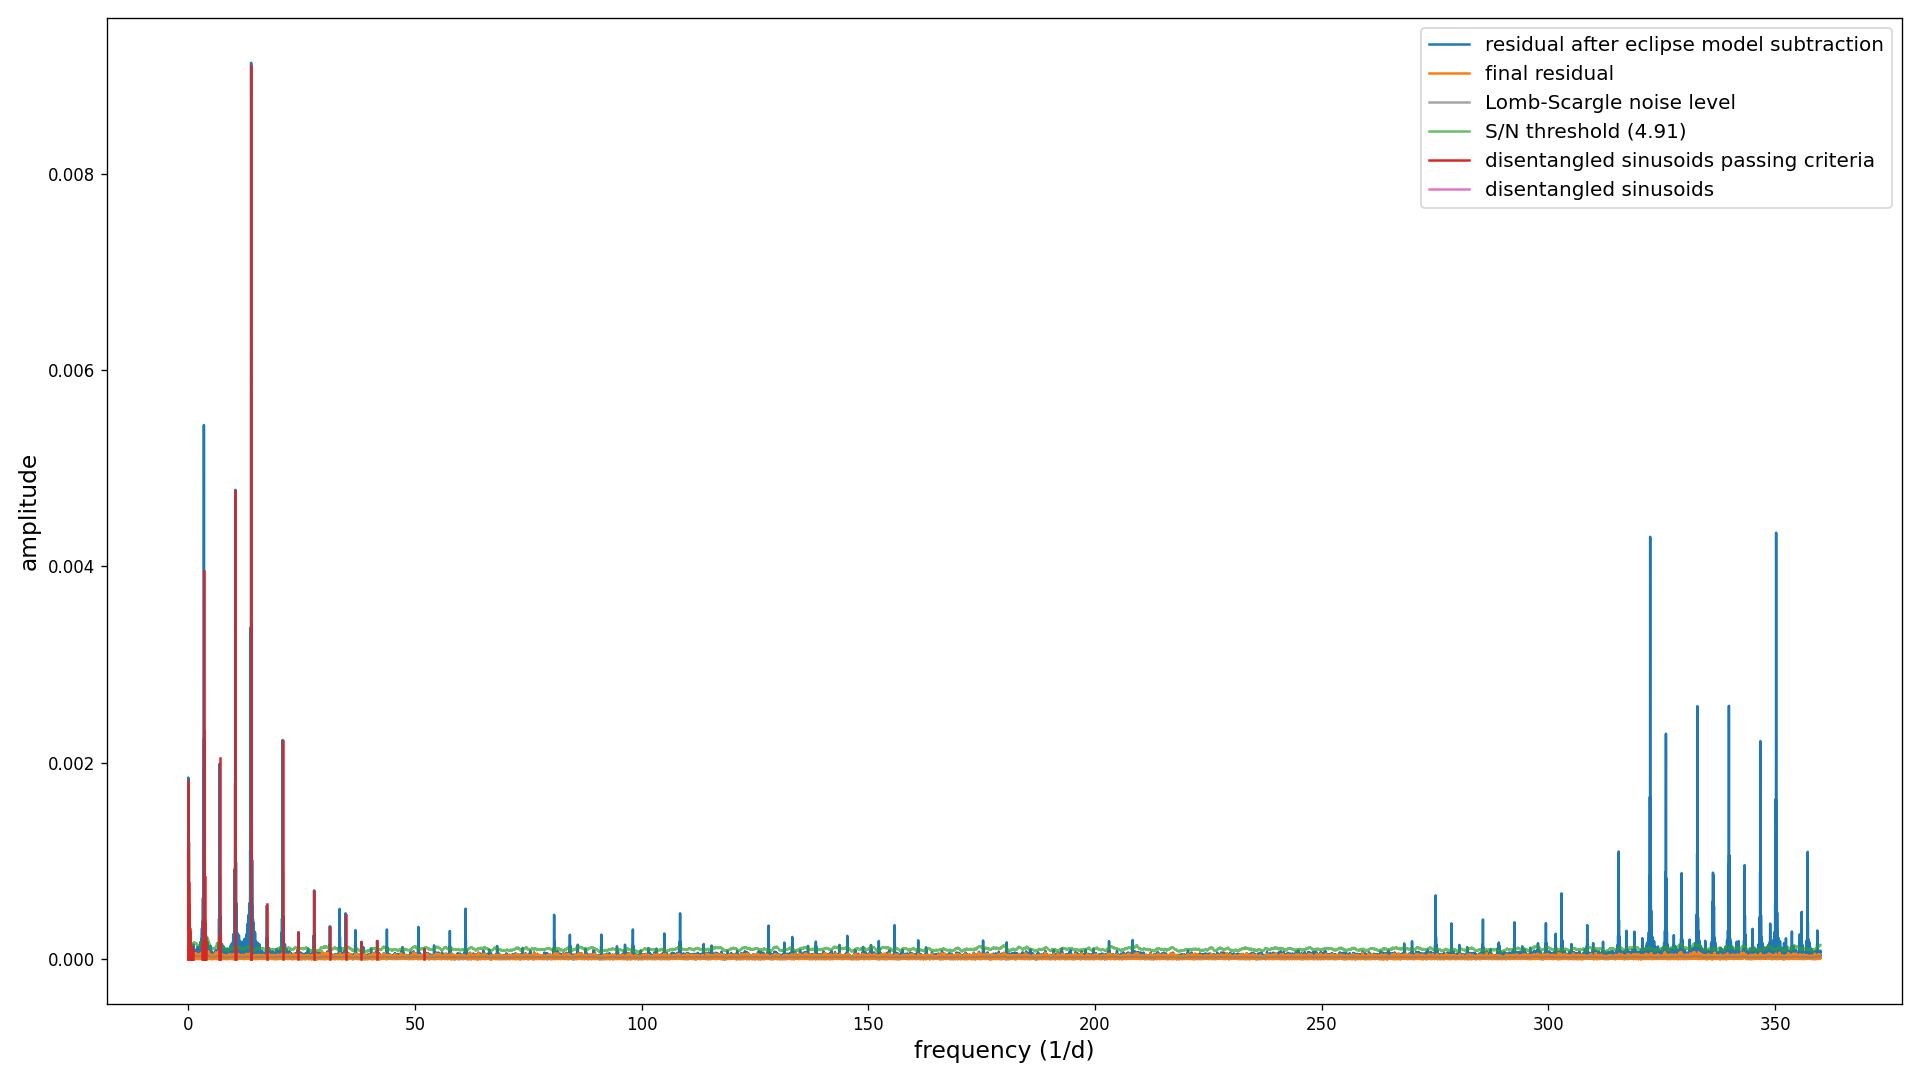 residual after eclipse model subtraction
final residual
Lomb-Scargle noise level
S/N threshold (4.91)
disentangled sinusoids passing criteria
disentangled sinusoids
amplitude
0.008
0.006
0.004
0.002
0.000
0 50 100 150 200 250 300 350
frequency (1/d)